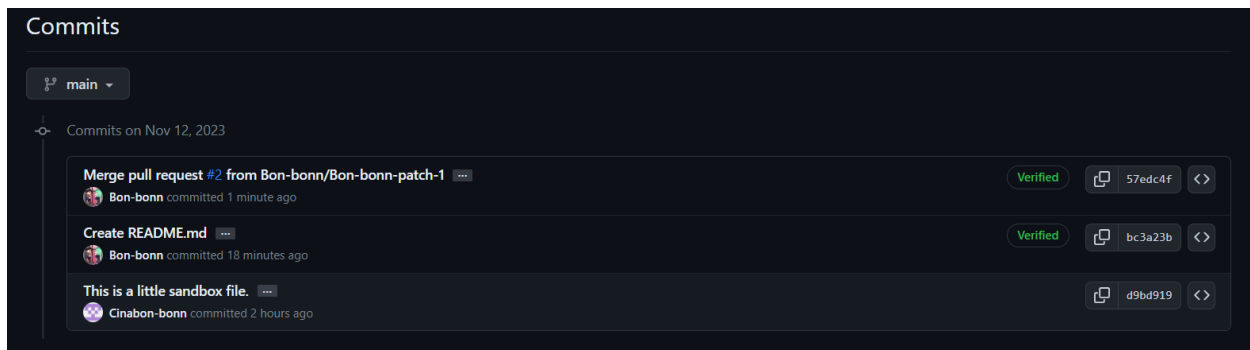 Commits
main
Commits on Nov 12, 2023
Merge pull request #2 from Bon-bonn/Bon-bonn-patch-1 ...
Verified
57edc4f
Bon-bonn committed 1 minute ago
Create README.md ...
Verified
bc3a23b
Bon-bonn committed 18 minutes ago
This is a little sandbox file. ...
d9bd919
Cinabon-bonn committed 2 hours ago